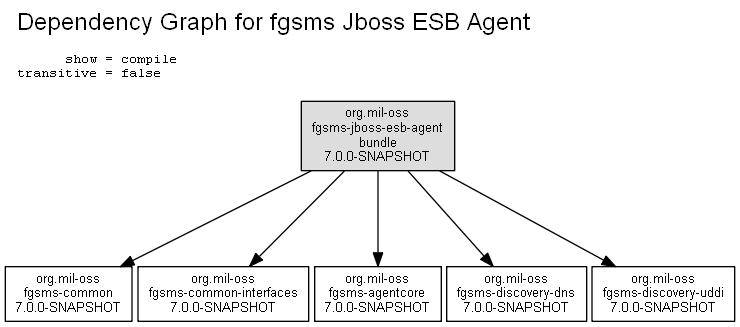 Dependency Graph for fgsms Jboss ESB Agent
show = compile
transitive = false
org.mil-oss
fgsms-jboss-esb-agent
bundle
7.0.0-SNAPSHOT
org.mil-oss
fgsms-common
7.0.0-SNAPSHOT
org.mil-oss
fgsms-common-interfaces
7.0.0-SNAPSHOT
org.mil-oss
fgsms-agentcore
7.0.0-SNAPSHOT
org.mil-oss
fgsms-discovery-dns
7.0.0-SNAPSHOT
org.mil-oss
fgsms-discovery-uddi
7.0.0-SNAPSHOT